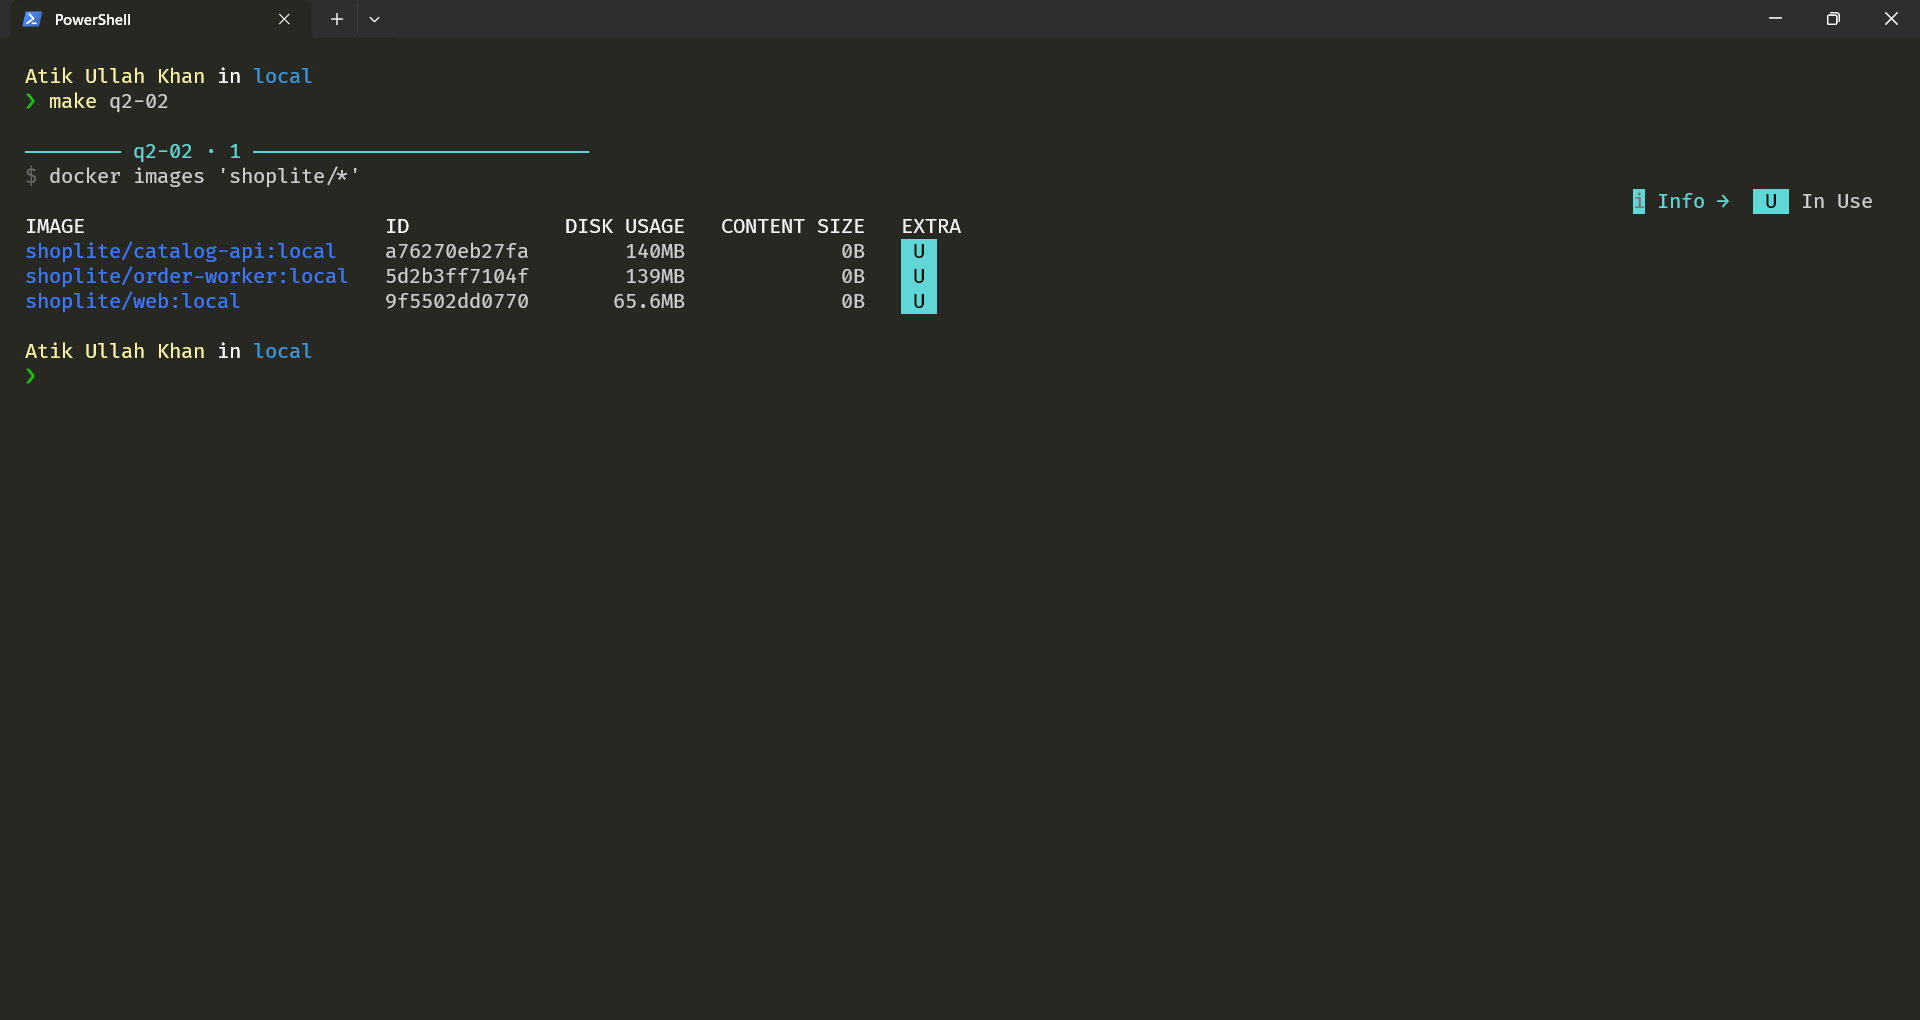 PowerShell
Atik Ullah Khan in local
❯ make q2-02
──────── q2-02 · 1 ────────────────────────────
$ docker images 'shoplite/*'
i Info → U In Use
IMAGE ID DISK USAGE CONTENT SIZE EXTRA
shoplite/catalog-api:local a76270eb27fa 140MB 0B U
shoplite/order-worker:local 5d2b3ff7104f 139MB 0B U
shoplite/web:local 9f5502dd0770 65.6MB 0B U
Atik Ullah Khan in local
❯